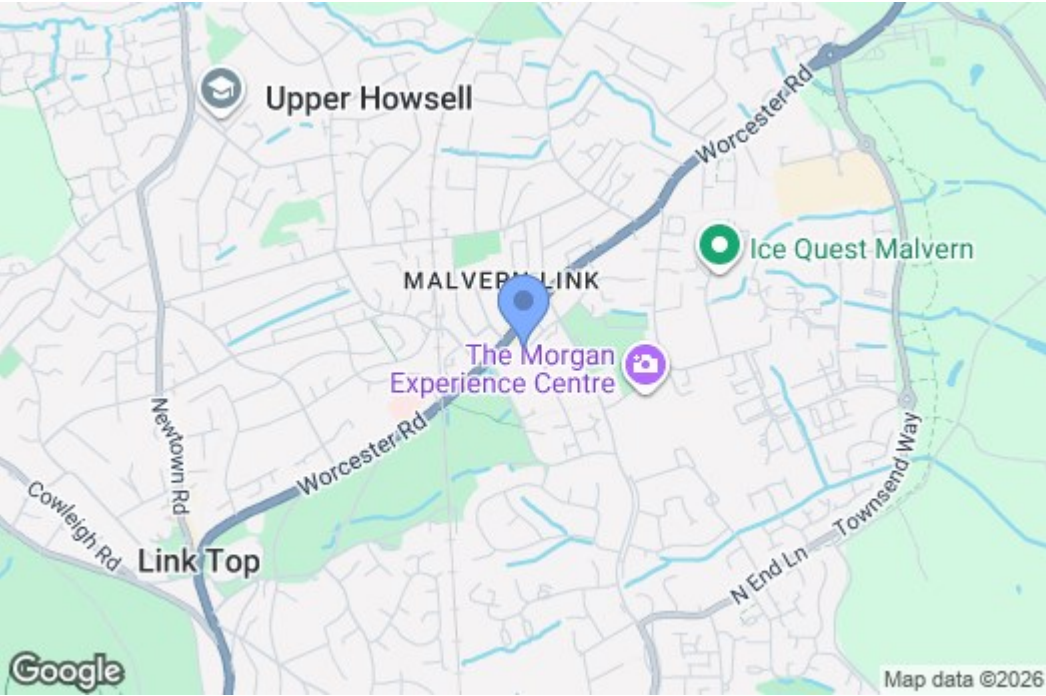 Worcester Rd
Upper Howsell
Ice Quest Malvern
MALVERN LINK
The Morgan
Experience Centre
Newtown Rd
Worcester Rd
Townsend Way
Cowleigh Rd
Link Top
N End Ln
Google
Map data ©2026